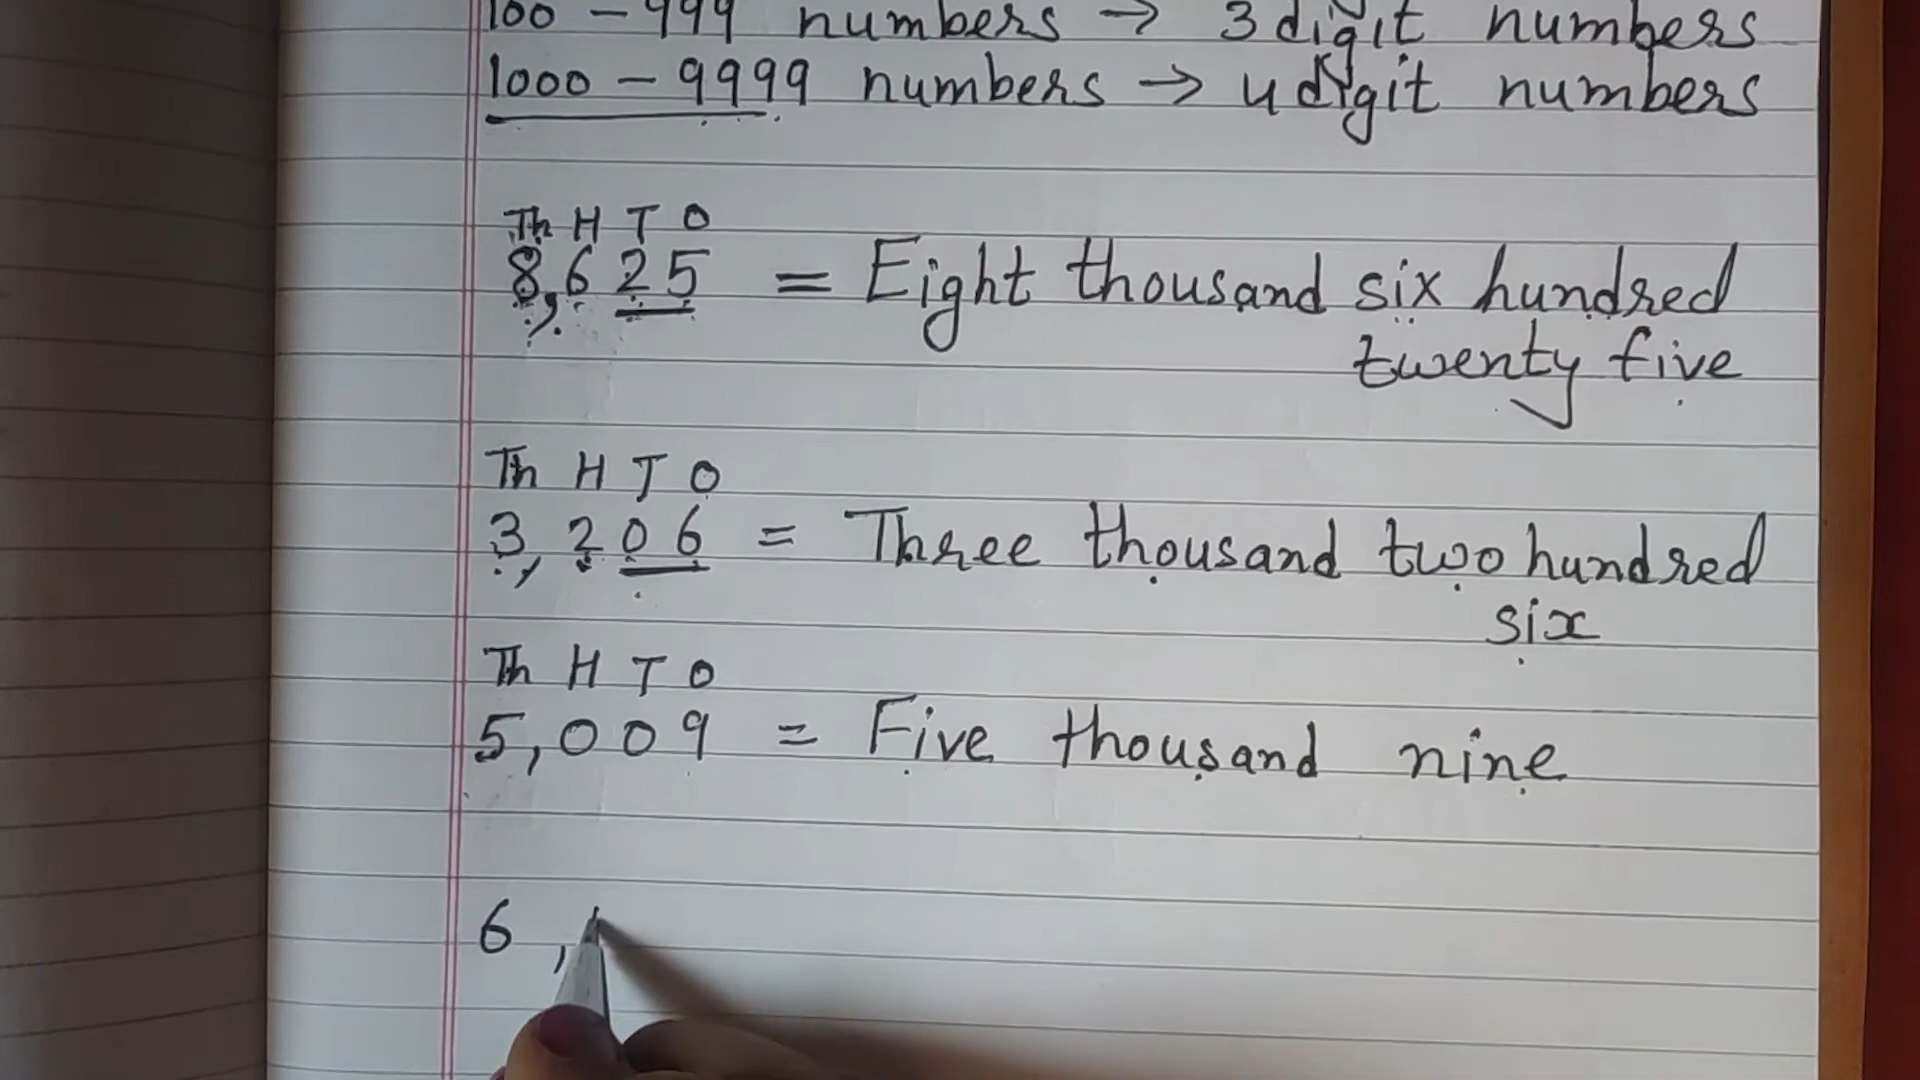 100 - 999 numbers → 3 digit numbers
1000 - 9999 numbers → 4 digit numbers
Th H T O
8,625 = Eight thousand six hundred
twenty five
Th H T O
3,206 = Three thousand two hundred
six
Th H T O
5,009 = Five thousand nine
6,